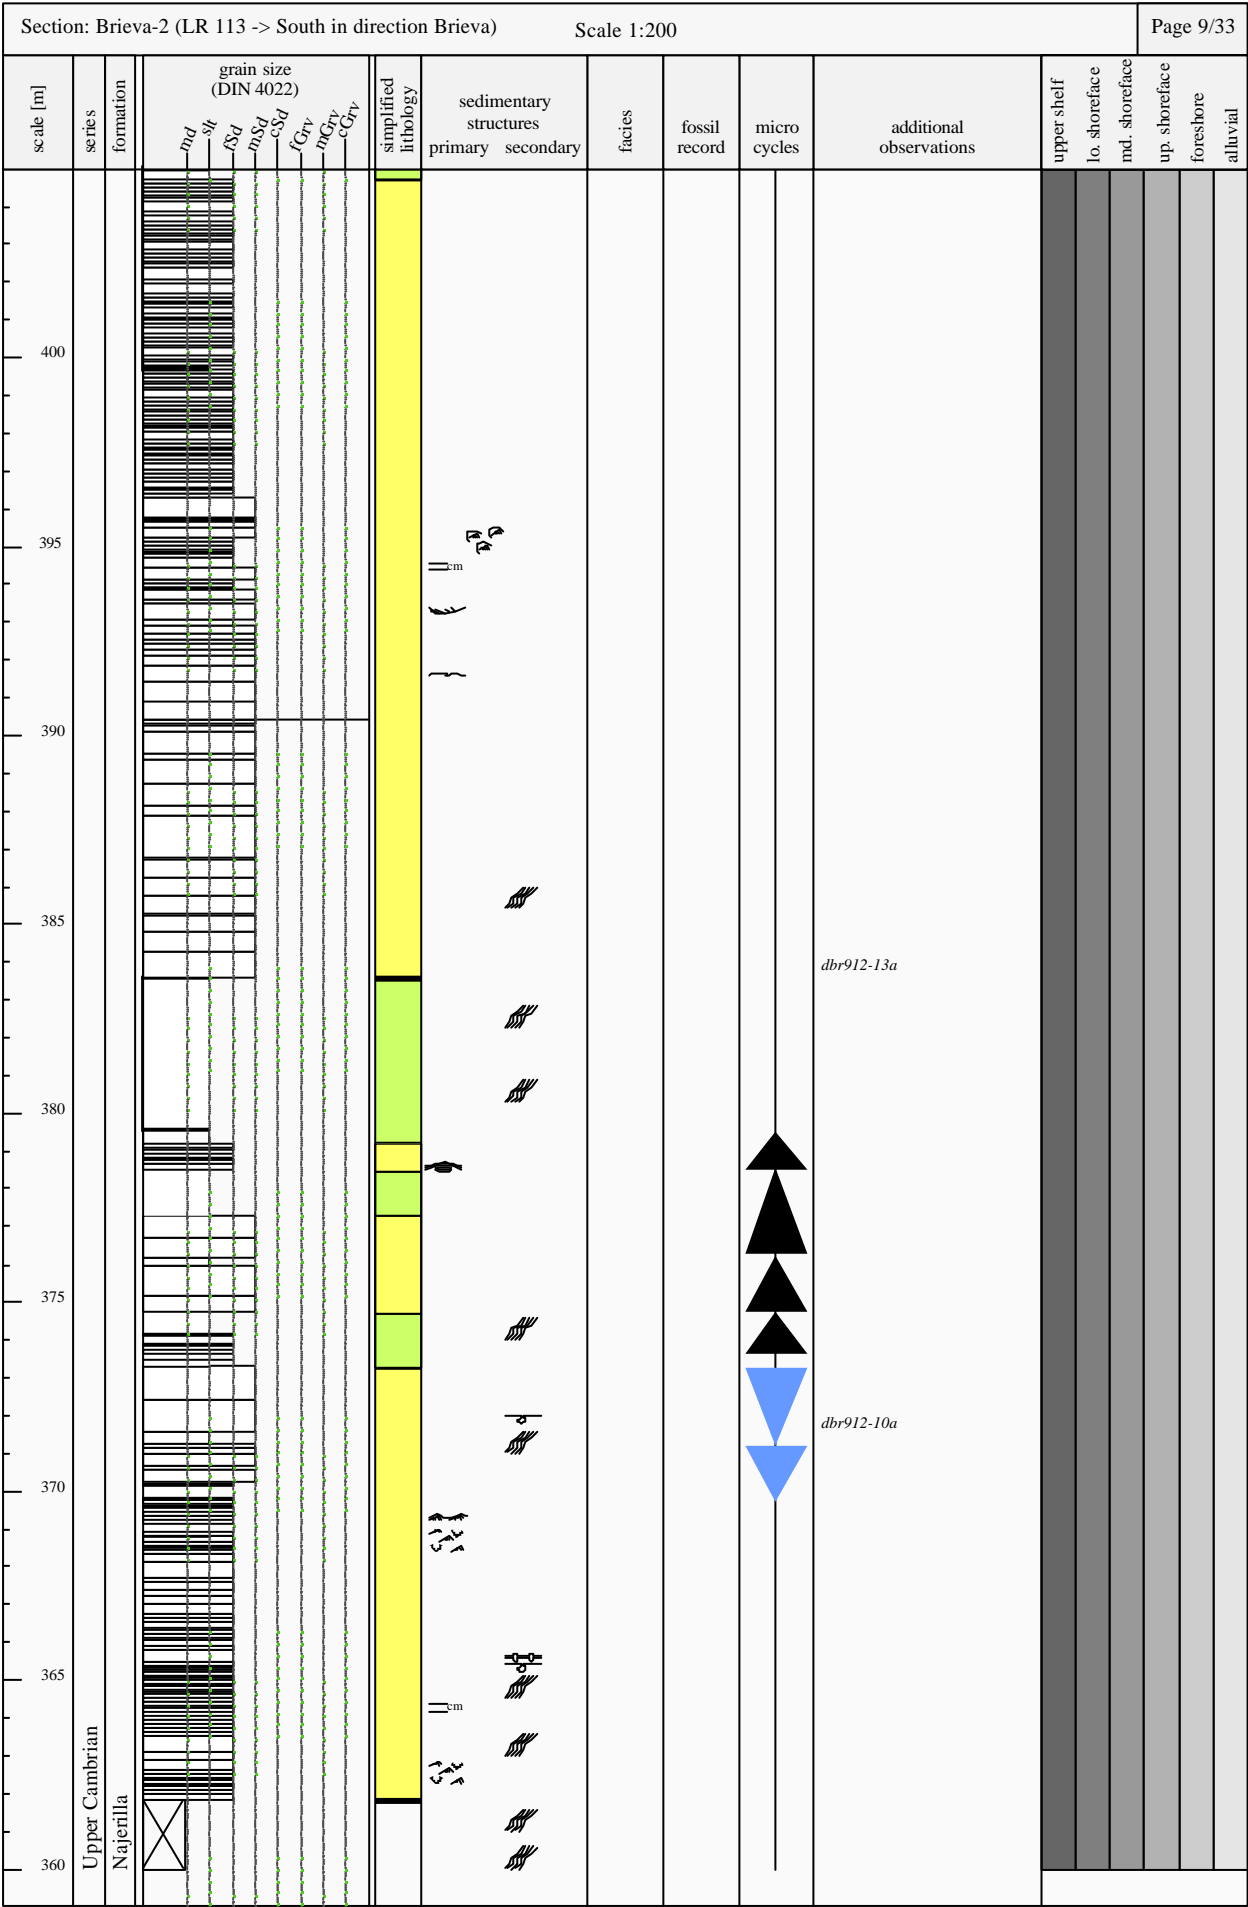 Section: Brieva-2 (LR 113 -> South in direction Brieva) Scale 1:200 Page 9/33
scale [m]
series
formation
grain size
(DIN 4022)
md
slt
fSd
mSd
cSd
fGrv
mGrv
cGrv
simplified
lithology
sedimentary
structures
primary secondary
facies
fossil
record
micro
cycles
additional
observations
upper shelf
lo. shoreface
md. shoreface
up. shoreface
foreshore
alluvial
400
395
cm
390
385
dbr912-13a
380
375
dbr912-10a
370
365
cm
360
Upper Cambrian
Najerilla